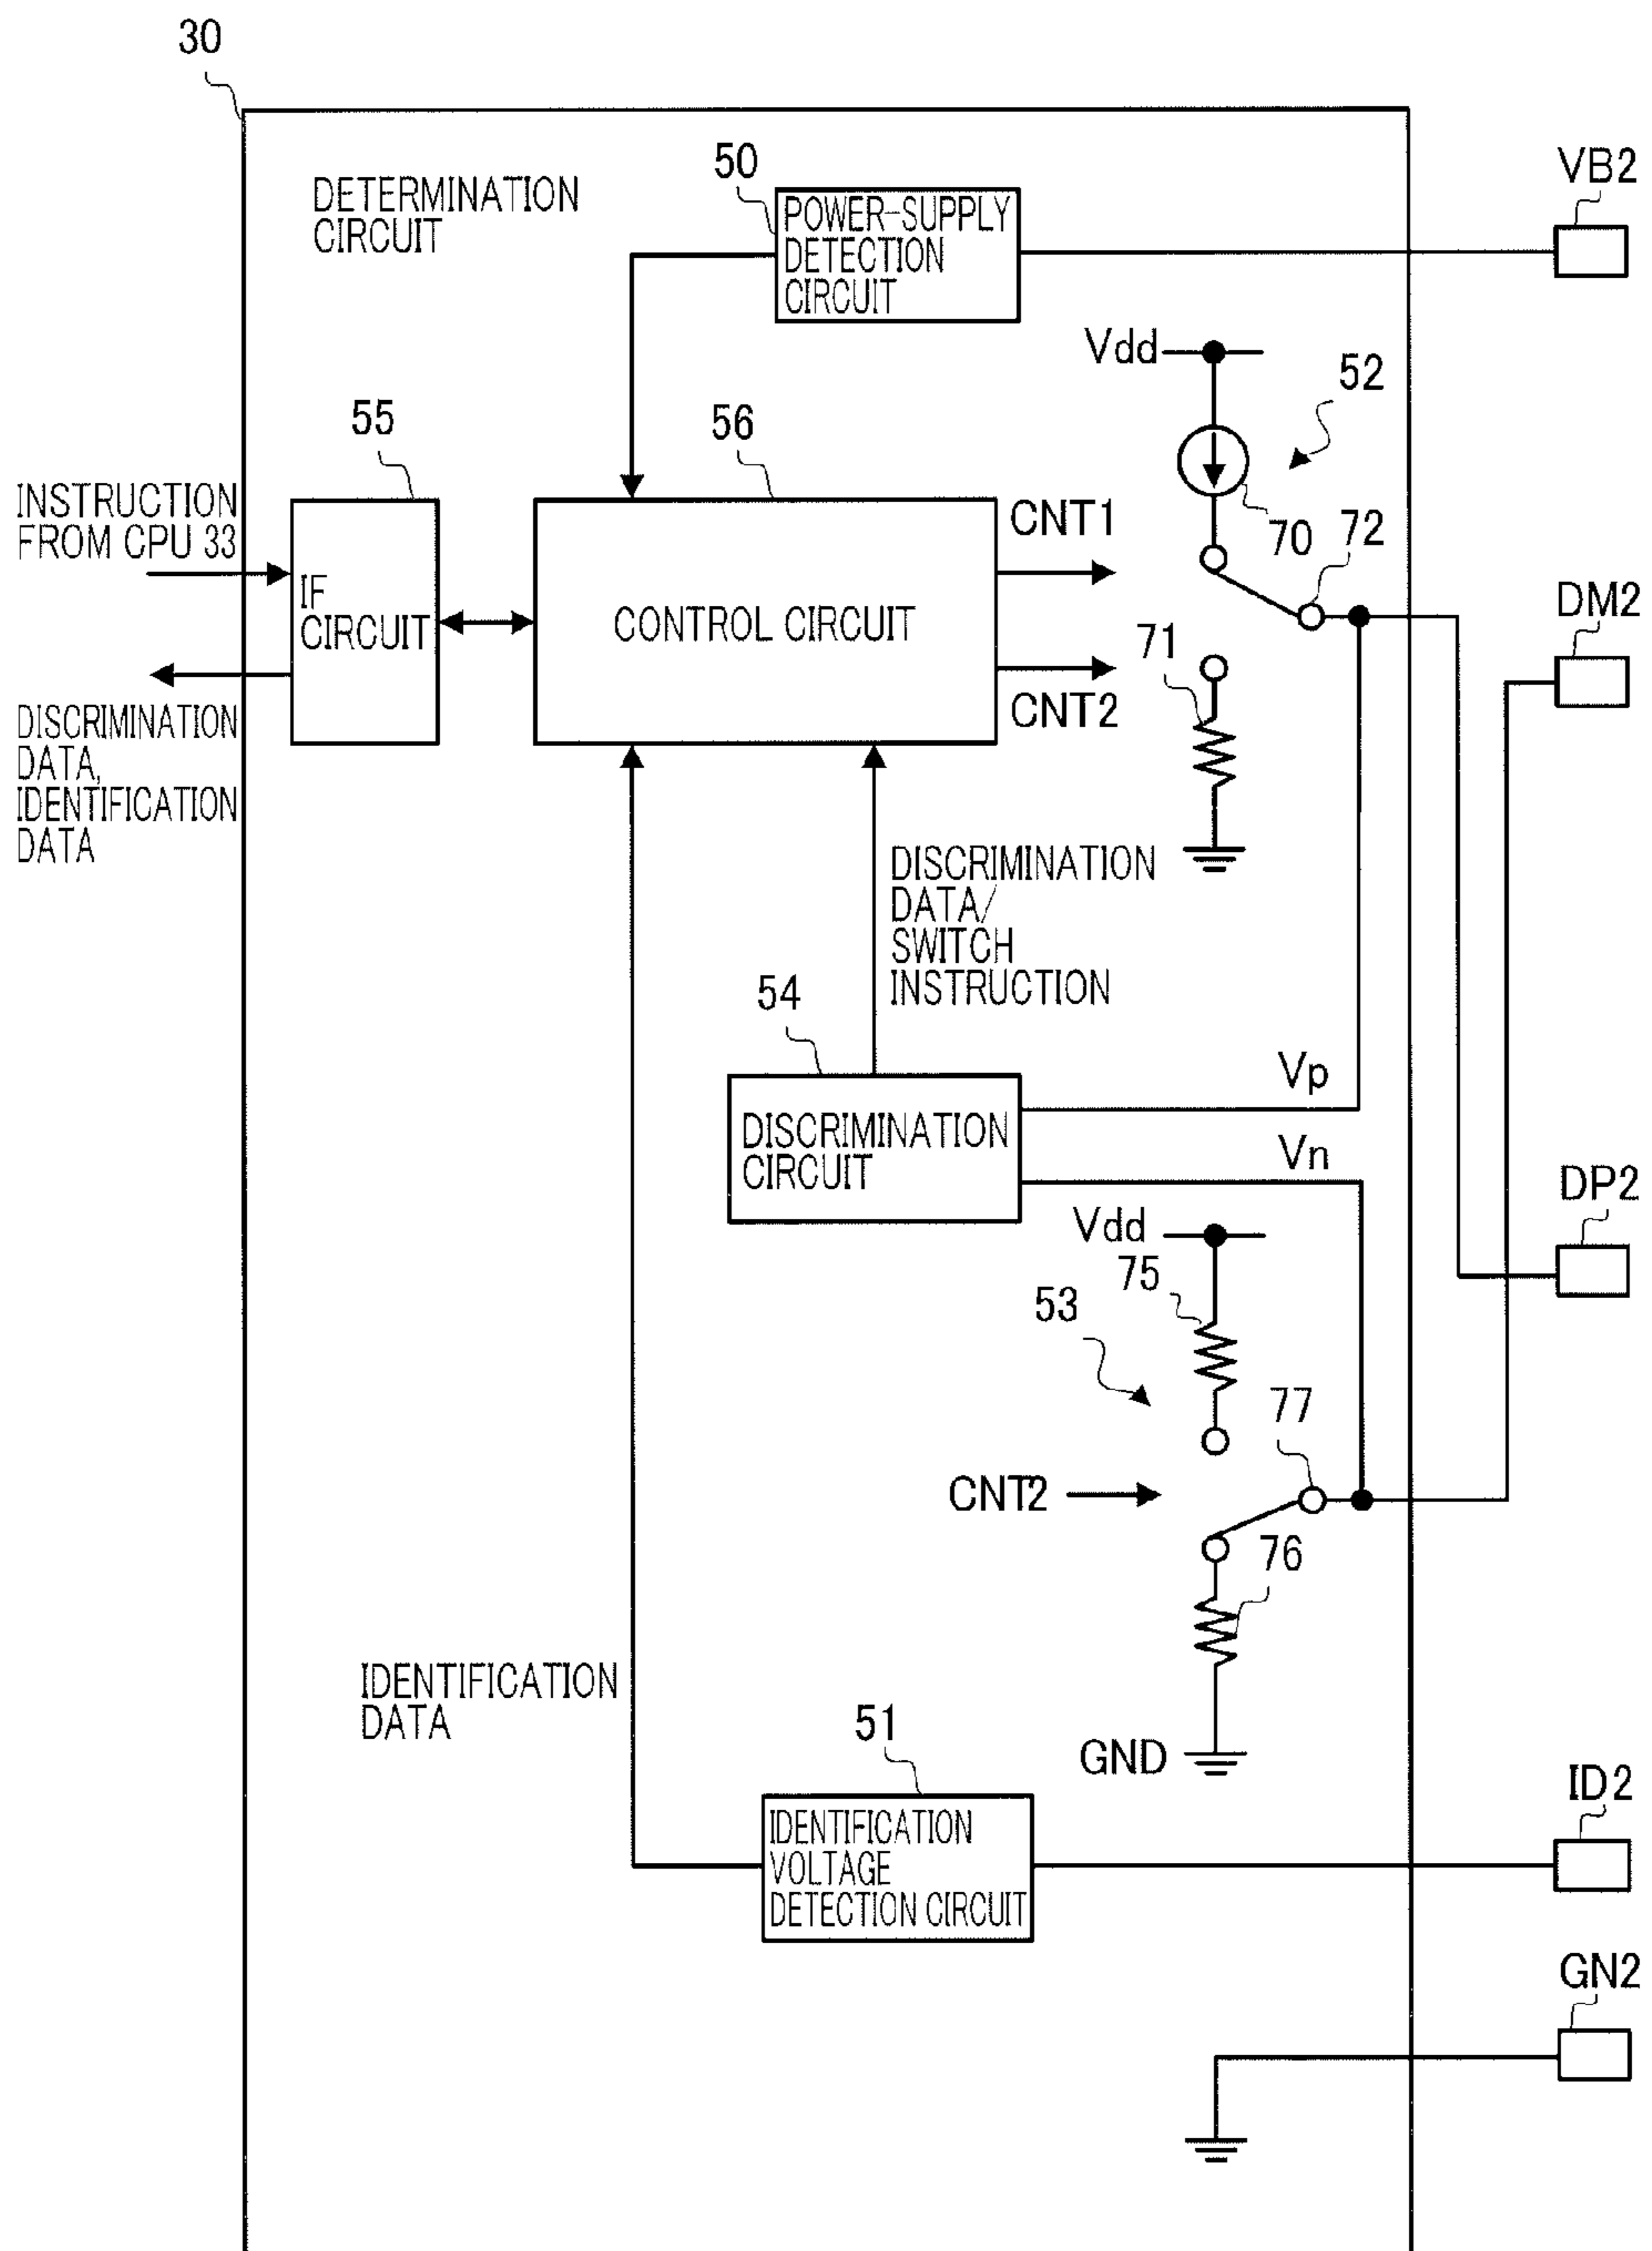 30
DETERMINATION
CIRCUIT
50
POWER-SUPPLY
DETECTION
CIRCUIT
VB2
Vdd
52
70
72
55
56
INSTRUCTION
FROM CPU 33
IF
CIRCUIT
CONTROL CIRCUIT
CNT1
CNT2
71
DM2
DISCRIMINATION
DATA,
IDENTIFICATION
DATA
DISCRIMINATION
DATA/
SWITCH
INSTRUCTION
54
DISCRIMINATION
CIRCUIT
Vp
Vn
DP2
Vdd
75
53
77
CNT2
76
GND
IDENTIFICATION
DATA
51
IDENTIFICATION
VOLTAGE
DETECTION CIRCUIT
ID2
GN2